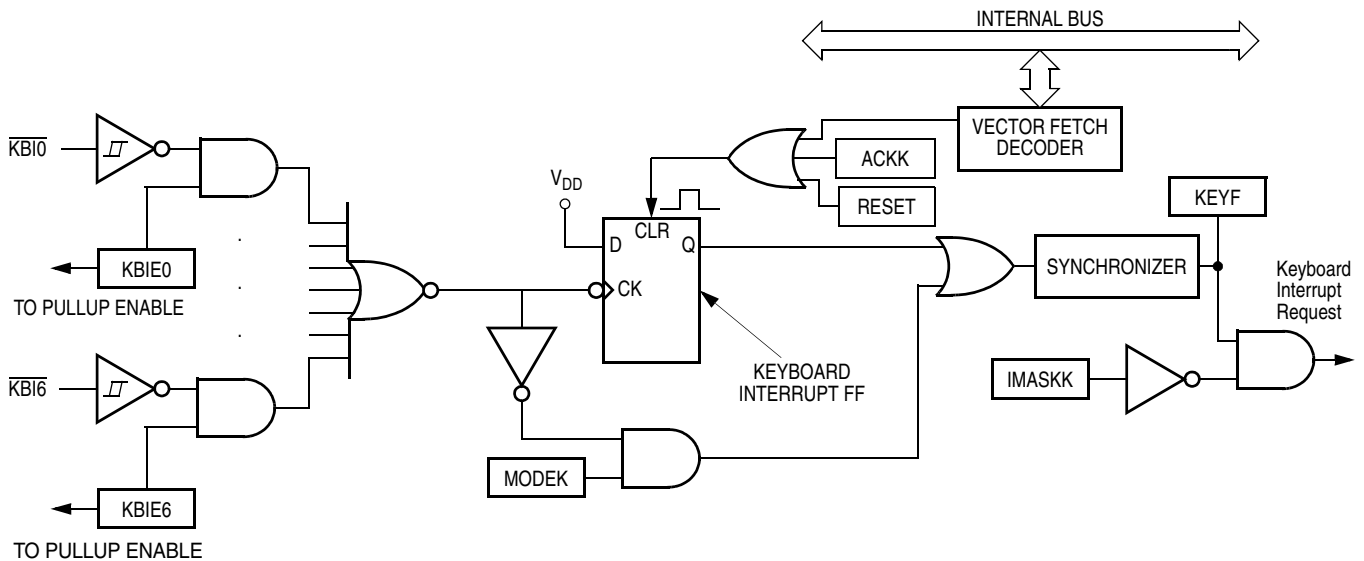 INTERNAL BUS
VECTOR FETCH
DECODER
ACKK
RESET
KBI0
KBIE0
TO PULLUP ENABLE
.
.
.
KBI6
KBIE6
TO PULLUP ENABLE
VDD
D
CLR
Q
CK
KEYBOARD
INTERRUPT FF
MODEK
SYNCHRONIZER
KEYF
IMASKK
Keyboard
Interrupt
Request